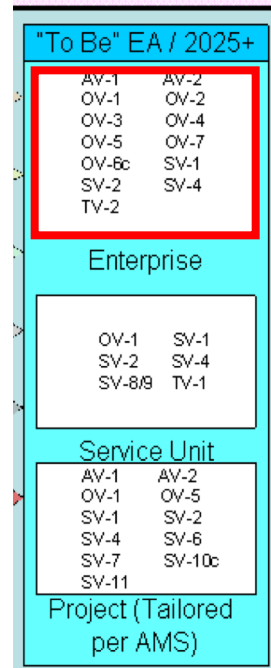 "To Be" EA / 2025+
AV-1 AV-2
OV-1 OV-2
OV-3 OV-4
OV-5 OV-7
OV-6c SV-1
SV-2 SV-4
TV-2
Enterprise
OV-1 SV-1
SV-2 SV-4
SV-8/9 TV-1
Service Unit
AV-1 AV-2
OV-1 OV-5
SV-1 SV-2
SV-4 SV-6
SV-7 SV-10c
SV-11
Project (Tailored
per AMS)